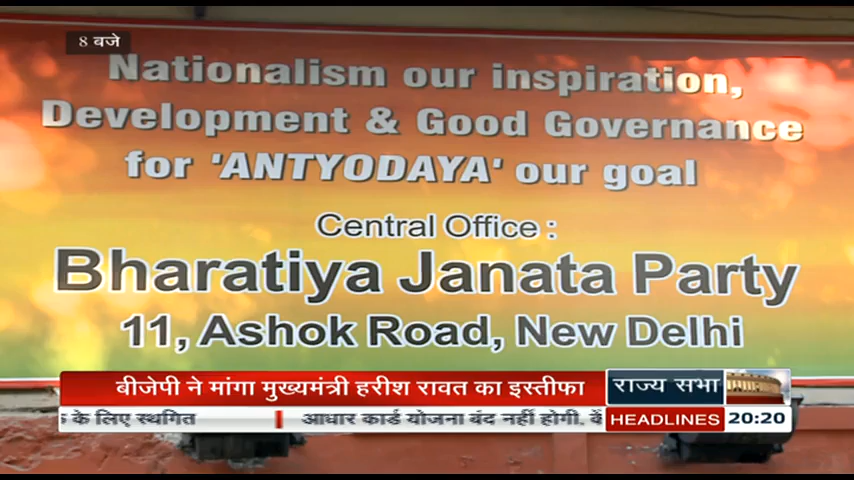 8 बजे
Nationalism our inspiration,
Development & Good Governance
for 'ANTYODAYA' our goal
Central Office :
Bharatiya Janata Party
11, Ashok Road, New Delhi
बीजेपी ने मांगा मुख्यमंत्री हरीश रावत का इस्तीफा
राज्य सभा
के लिए स्थगित
आधार कार्ड योजना बंद नहीं होगी,
HEADLINES
20:20